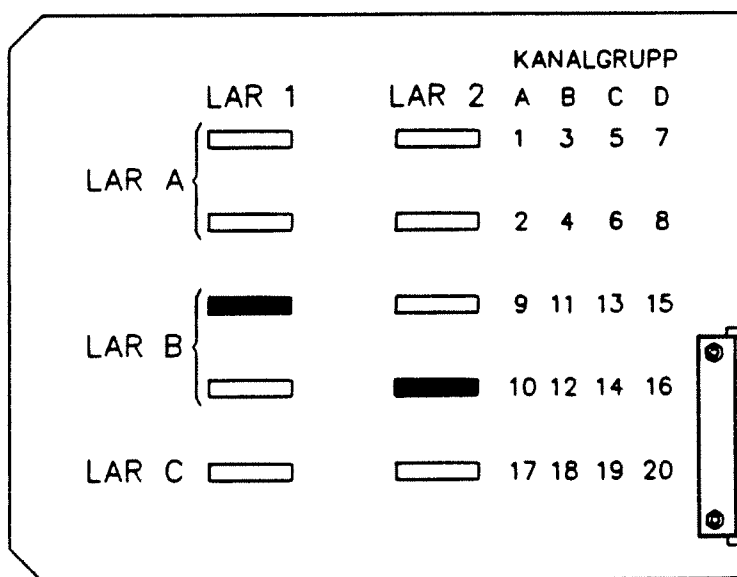 KANALGRUPP
LAR 1 LAR 2 A B C D
1 3 5 7
LAR A
2 4 6 8
9 11 13 15
LAR B
10 12 14 16
LAR C 17 18 19 20